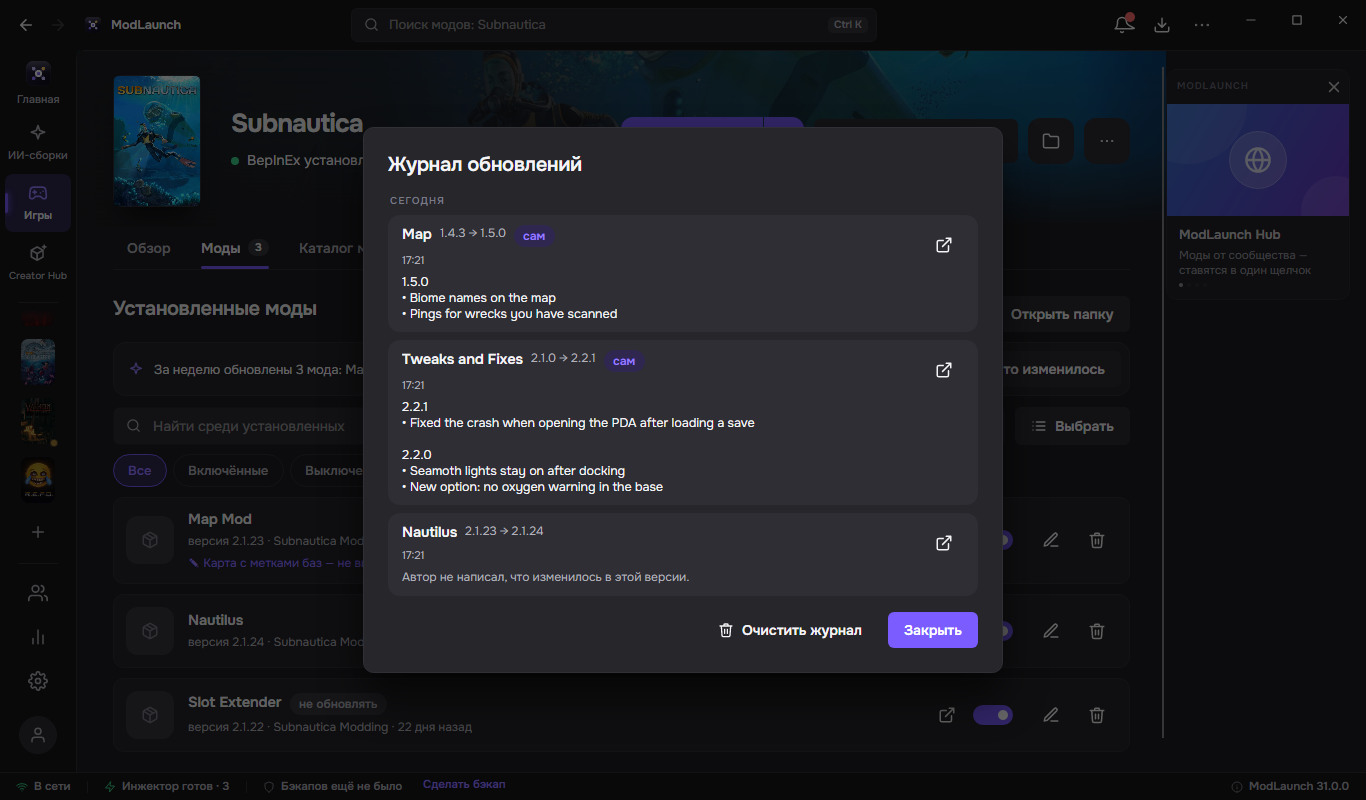 ModLaunch
Поиск модов: Subnautica
Ctrl K
Главная
ИИ-сборки
Игры
Creator Hub
SUBNAUTICA
Subnautica
BepInEx установл
MODLAUNCH
ModLaunch Hub
Моды от сообщества —
ставятся в один щелчок
Обзор
Моды 3
Каталог м
Установленные моды
Открыть папку
За неделю обновлены 3 мода: Ma
то изменилось
Найти среди установленных
Выбрать
Все
Включённые
Выключе
Map Mod
версия 2.1.23 · Subnautica Mod
Карта с метками баз — не в
Nautilus
версия 2.1.24 · Subnautica Mod
Slot Extender
не обновлять
версия 2.1.22 · Subnautica Modding · 22 дня назад
Журнал обновлений
СЕГОДНЯ
Map 1.4.3 → 1.5.0 сам
17:21
1.5.0
• Biome names on the map
• Pings for wrecks you have scanned
Tweaks and Fixes 2.1.0 → 2.2.1 сам
17:21
2.2.1
• Fixed the crash when opening the PDA after loading a save
2.2.0
• Seamoth lights stay on after docking
• New option: no oxygen warning in the base
Nautilus 2.1.23 → 2.1.24
17:21
Автор не написал, что изменилось в этой версии.
Очистить журнал
Закрыть
В сети
Инжектор готов · 3
Бэкапов ещё не было
Сделать бэкап
ModLaunch 31.0.0